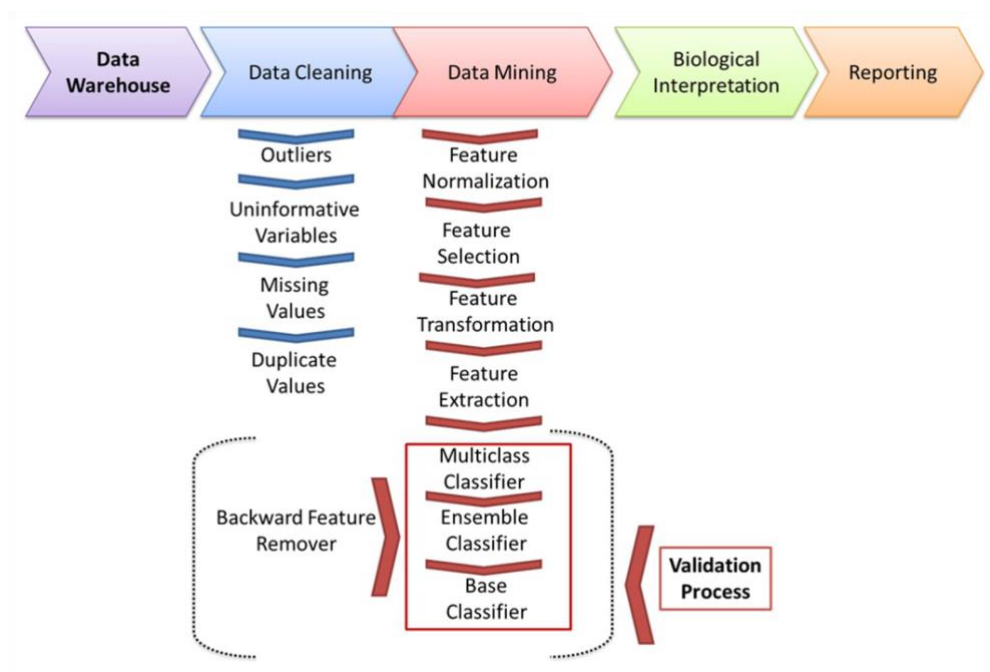 Data
Warehouse
Data Cleaning
Data Mining
Biological
Interpretation
Reporting
Outliers
Uninformative
Variables
Missing
Values
Duplicate
Values
Feature
Normalization
Feature
Selection
Feature
Transformation
Feature
Extraction
Multiclass
Classifier
Ensemble
Classifier
Base
Classifier
Backward Feature
Remover
Validation
Process